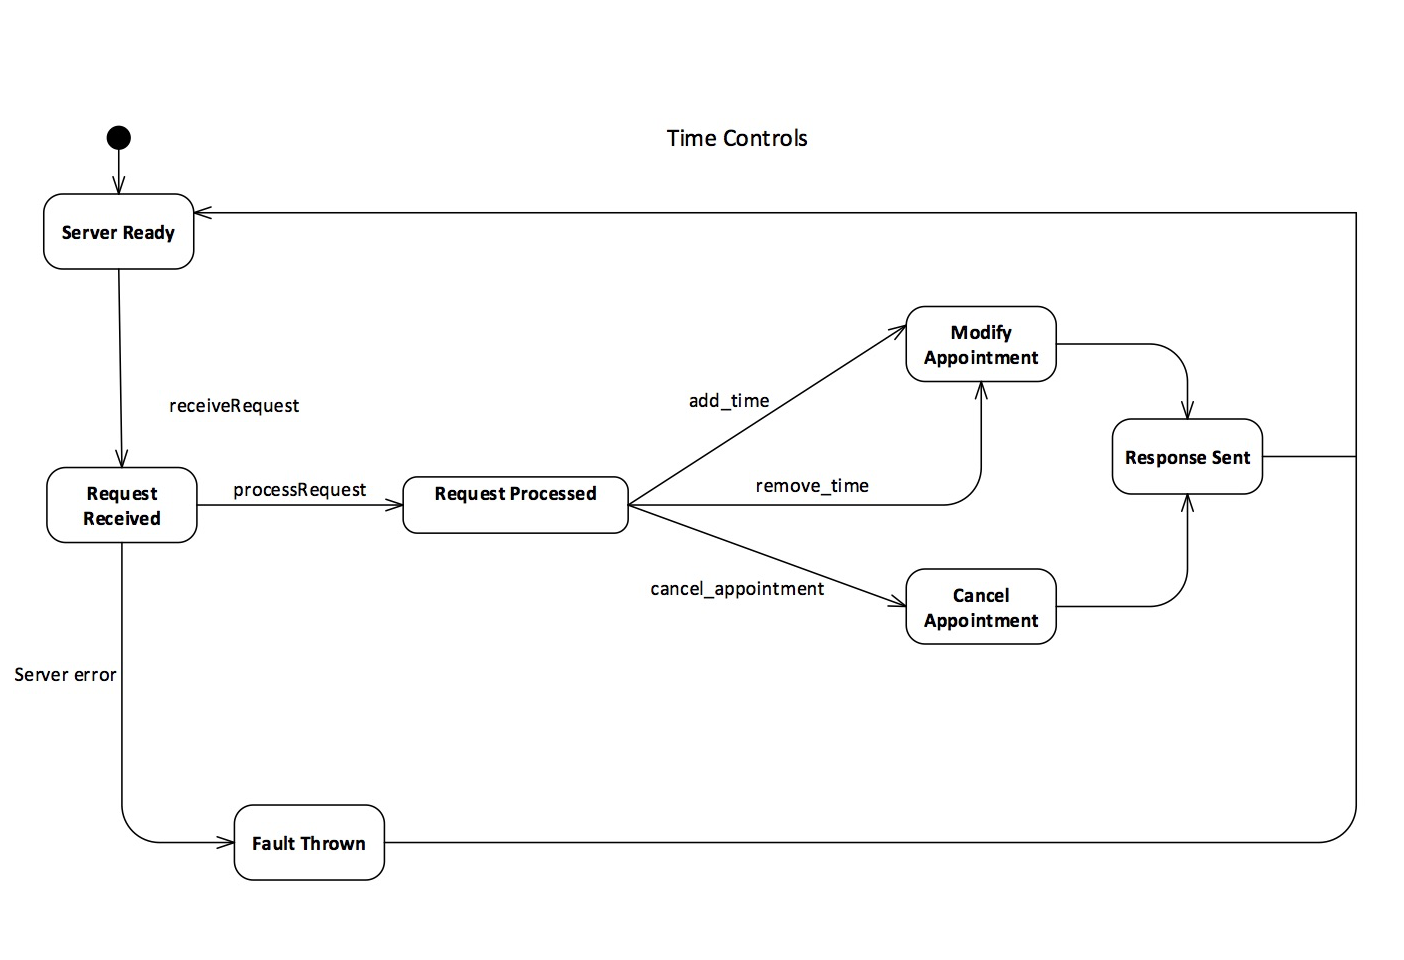 Time Controls
Server Ready
receiveRequest
Modify
Appointment
add_time
Response Sent
Request
Received
processRequest
Request Processed
remove_time
cancel_appointment
Cancel
Appointment
Server error
Fault Thrown